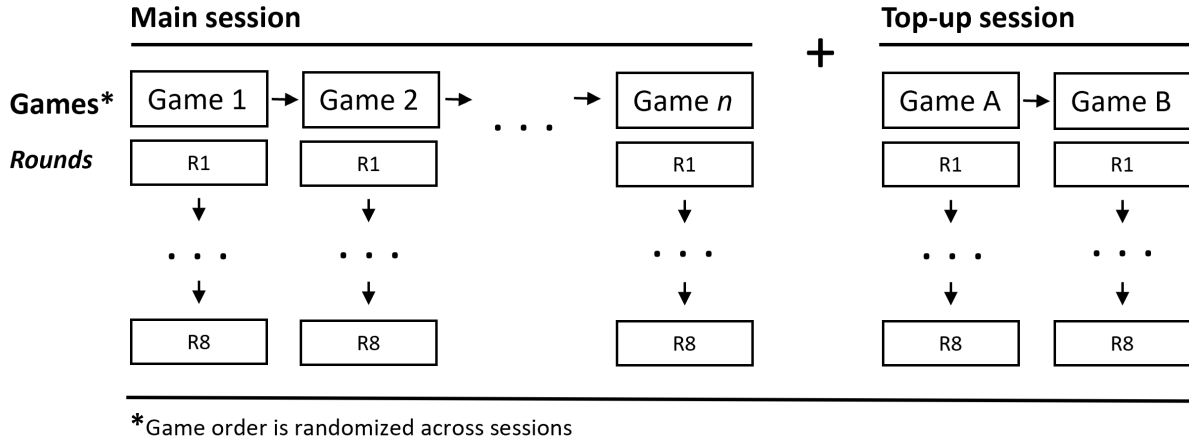 Main session
+
Top-up session
Games*
Game 1
Game 2
. . .
Game n
Game A
Game B
Rounds
R1
R1
R1
R1
R1
. . .
. . .
. . .
. . .
. . .
R8
R8
R8
R8
R8
*Game order is randomized across sessions